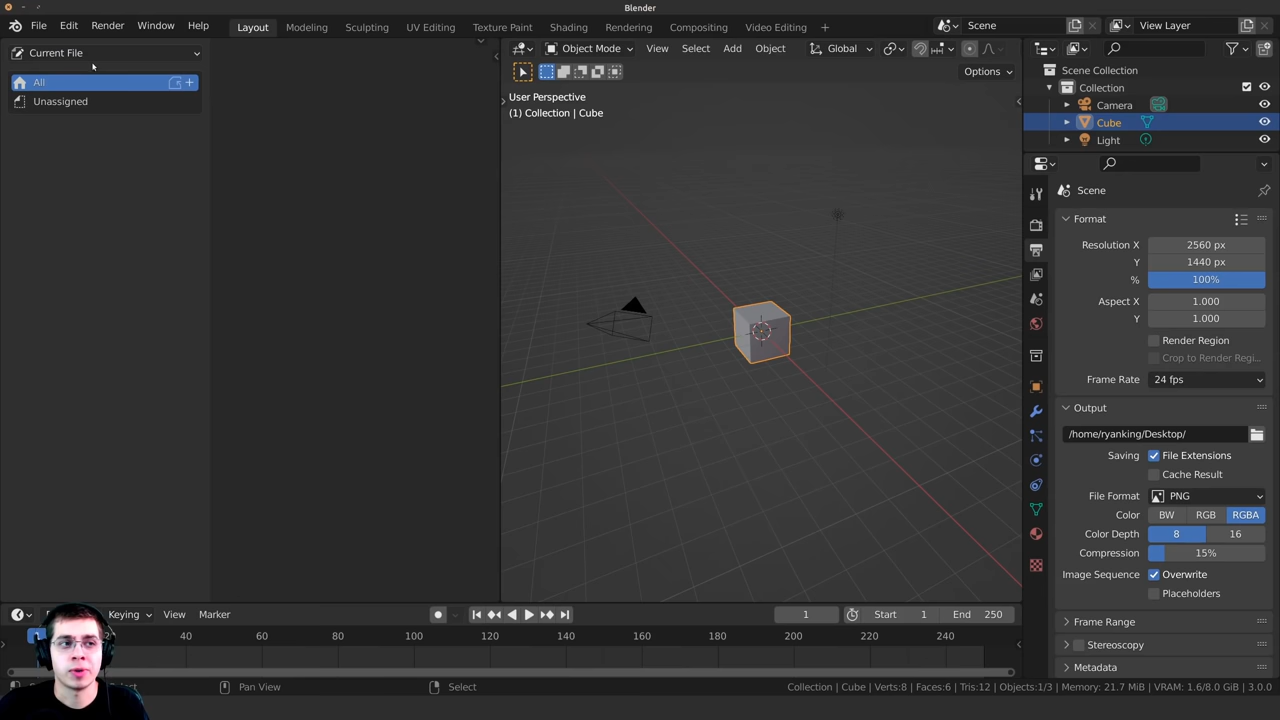 Blender
File Edit Render Window Help
Layout Modeling Sculpting UV Editing Texture Paint Shading Rendering Compositing Video Editing +
Scene
View Layer
Current File
All
Unassigned
Object Mode View Select Add Object Global
Options
User Perspective
(1) Collection | Cube
Scene Collection
Collection
Camera
Cube
Light
Scene
Format
Resolution X 2560 px
Y 1440 px
% 100%
Aspect X 1.000
Y 1.000
Render Region
Crop to Render Regi...
Frame Rate 24 fps
Output
/home/ryanking/Desktop/
Saving File Extensions
Cache Result
File Format PNG
Color BW RGB RGBA
Color Depth 8 16
Compression 15%
Image Sequence Overwrite
Placeholders
Frame Range
Stereoscopy
Metadata
Keying View Marker
1 Start 1 End 250
40 60 80 100 120 140 160 180 200 220 240
Pan View
Select
Collection | Cube | Verts:8 | Faces:6 | Tris:12 | Objects:1/3 | Memory: 21.7 MiB | VRAM: 1.6/8.0 GiB | 3.0.0